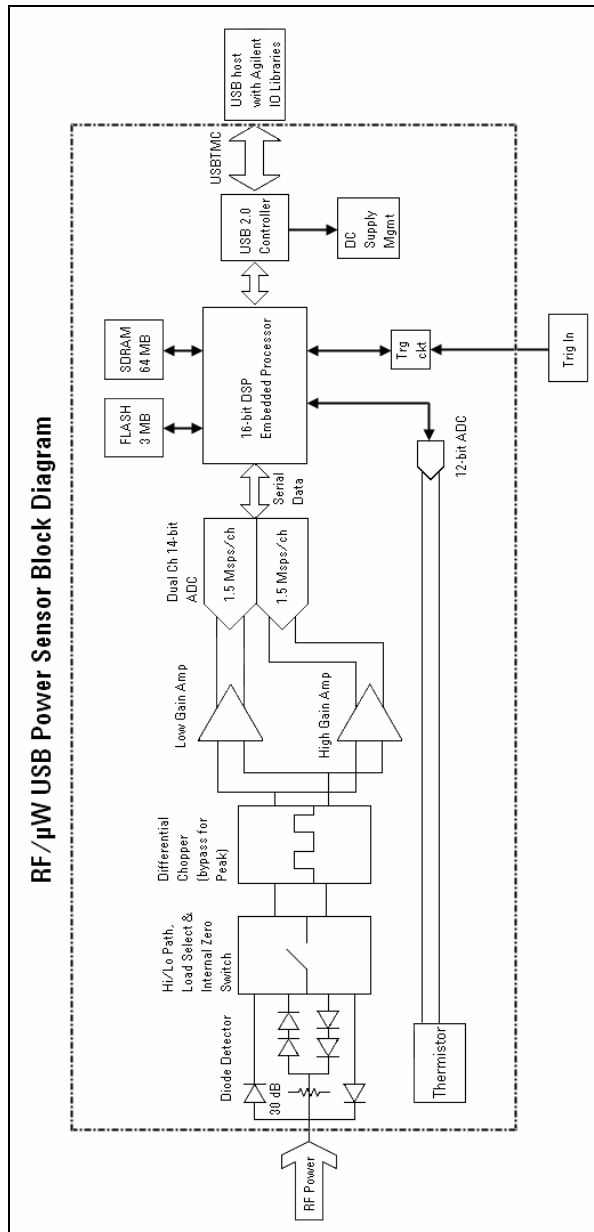 RF/µW USB Power Sensor Block Diagram
RF Power
Diode Detector
30 dB
Hi/Lo Path,
Load Select &
Internal Zero
Switch
Differential
Chopper
(bypass for
Peak)
Low Gain Amp
High Gain Amp
Dual Ch 14-bit
ADC
1.5 Msps/ch
1.5 Msps/ch
Serial
Data
FLASH
3 MB
SDRAM
64 MB
16-bit DSP
Embedded Processor
USB 2.0
Controller
USBTMC
USB host
with Agilent
IO Libraries
DC
Supply
Mgmt
Trg
ckt
Trig In
12-bit ADC
Thermistor